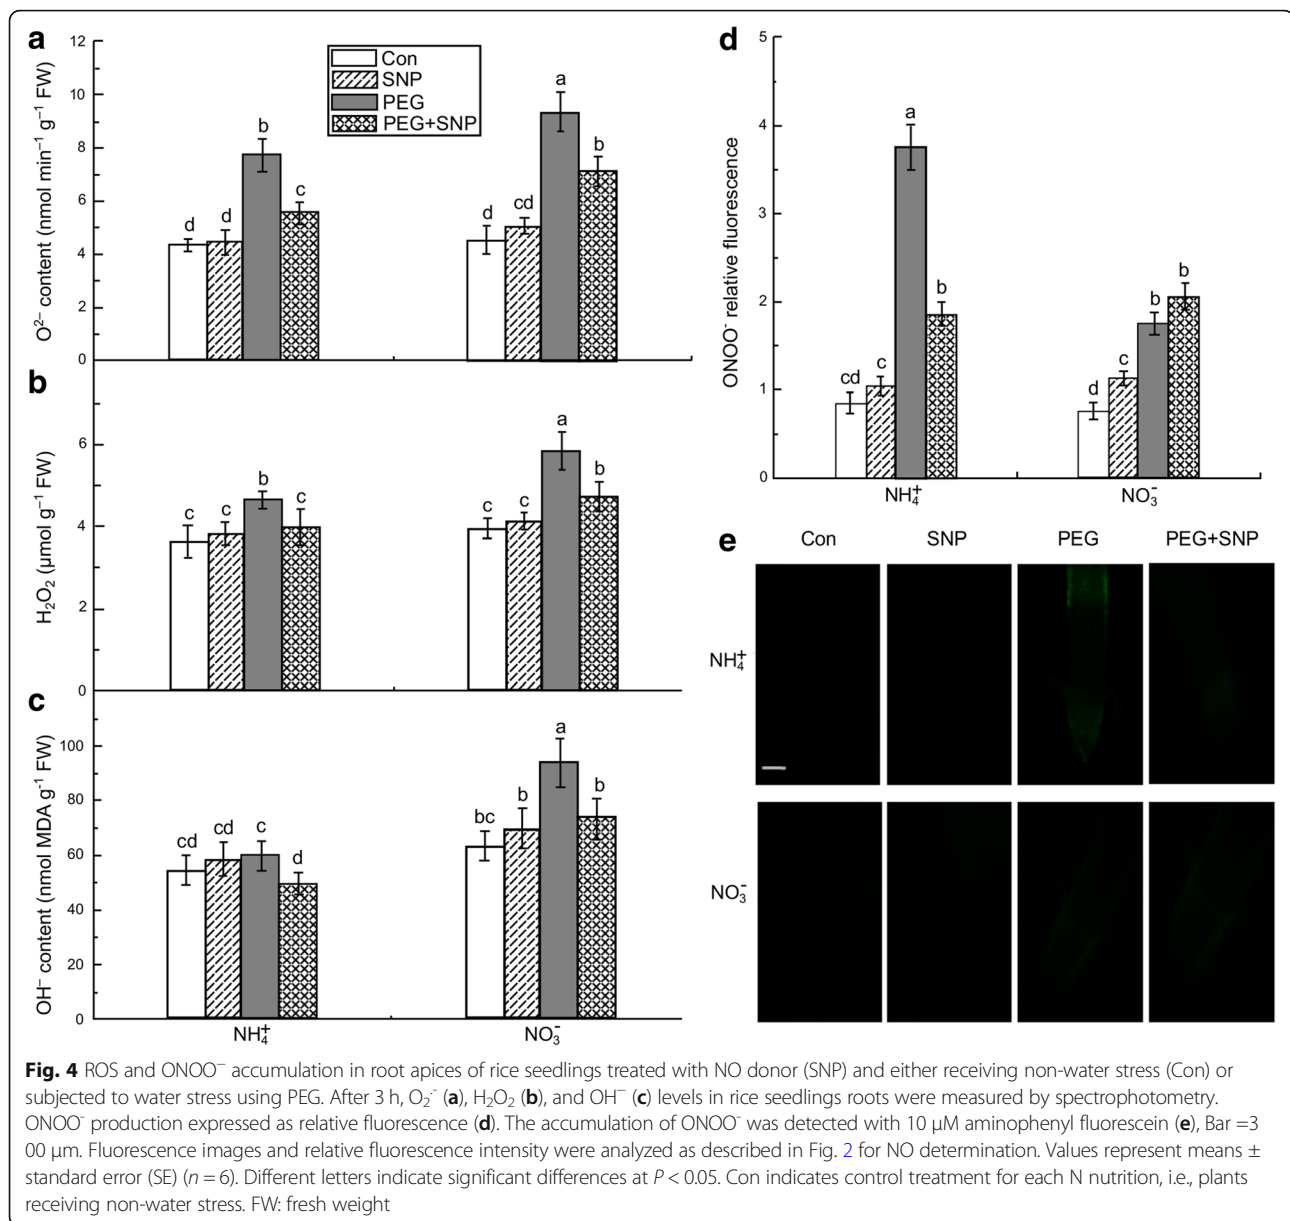 a
12
10
8
6
4
2
0
O²⁻ content (nmol min⁻¹ g⁻¹ FW)
Con
SNP
PEG
PEG+SNP
d
d
b
c
d
cd
a
b
b
6
4
2
0
H₂O₂ (µmol g⁻¹ FW)
c
c
b
c
c
c
a
b
c
100
80
60
40
20
0
OH⁻ content (nmol MDA g⁻¹ FW)
cd
cd
c
d
bc
b
a
b
NH₄⁺
NO₃⁻
d
5
4
3
2
1
0
ONOO⁻ relative fluorescence
cd
c
a
b
d
c
b
b
NH₄⁺
NO₃⁻
e
Con SNP PEG PEG+SNP
NH₄⁺
NO₃⁻
Fig. 4 ROS and ONOO⁻ accumulation in root apices of rice seedlings treated with NO donor (SNP) and either receiving non-water stress (Con) or
subjected to water stress using PEG. After 3 h, O₂·⁻ (a), H₂O₂ (b), and OH⁻ (c) levels in rice seedlings roots were measured by spectrophotometry.
ONOO⁻ production expressed as relative fluorescence (d). The accumulation of ONOO⁻ was detected with 10 µM aminophenyl fluorescein (e), Bar =3
00 µm. Fluorescence images and relative fluorescence intensity were analyzed as described in Fig. 2 for NO determination. Values represent means ±
standard error (SE) (n = 6). Different letters indicate significant differences at P < 0.05. Con indicates control treatment for each N nutrition, i.e., plants
receiving non-water stress. FW: fresh weight